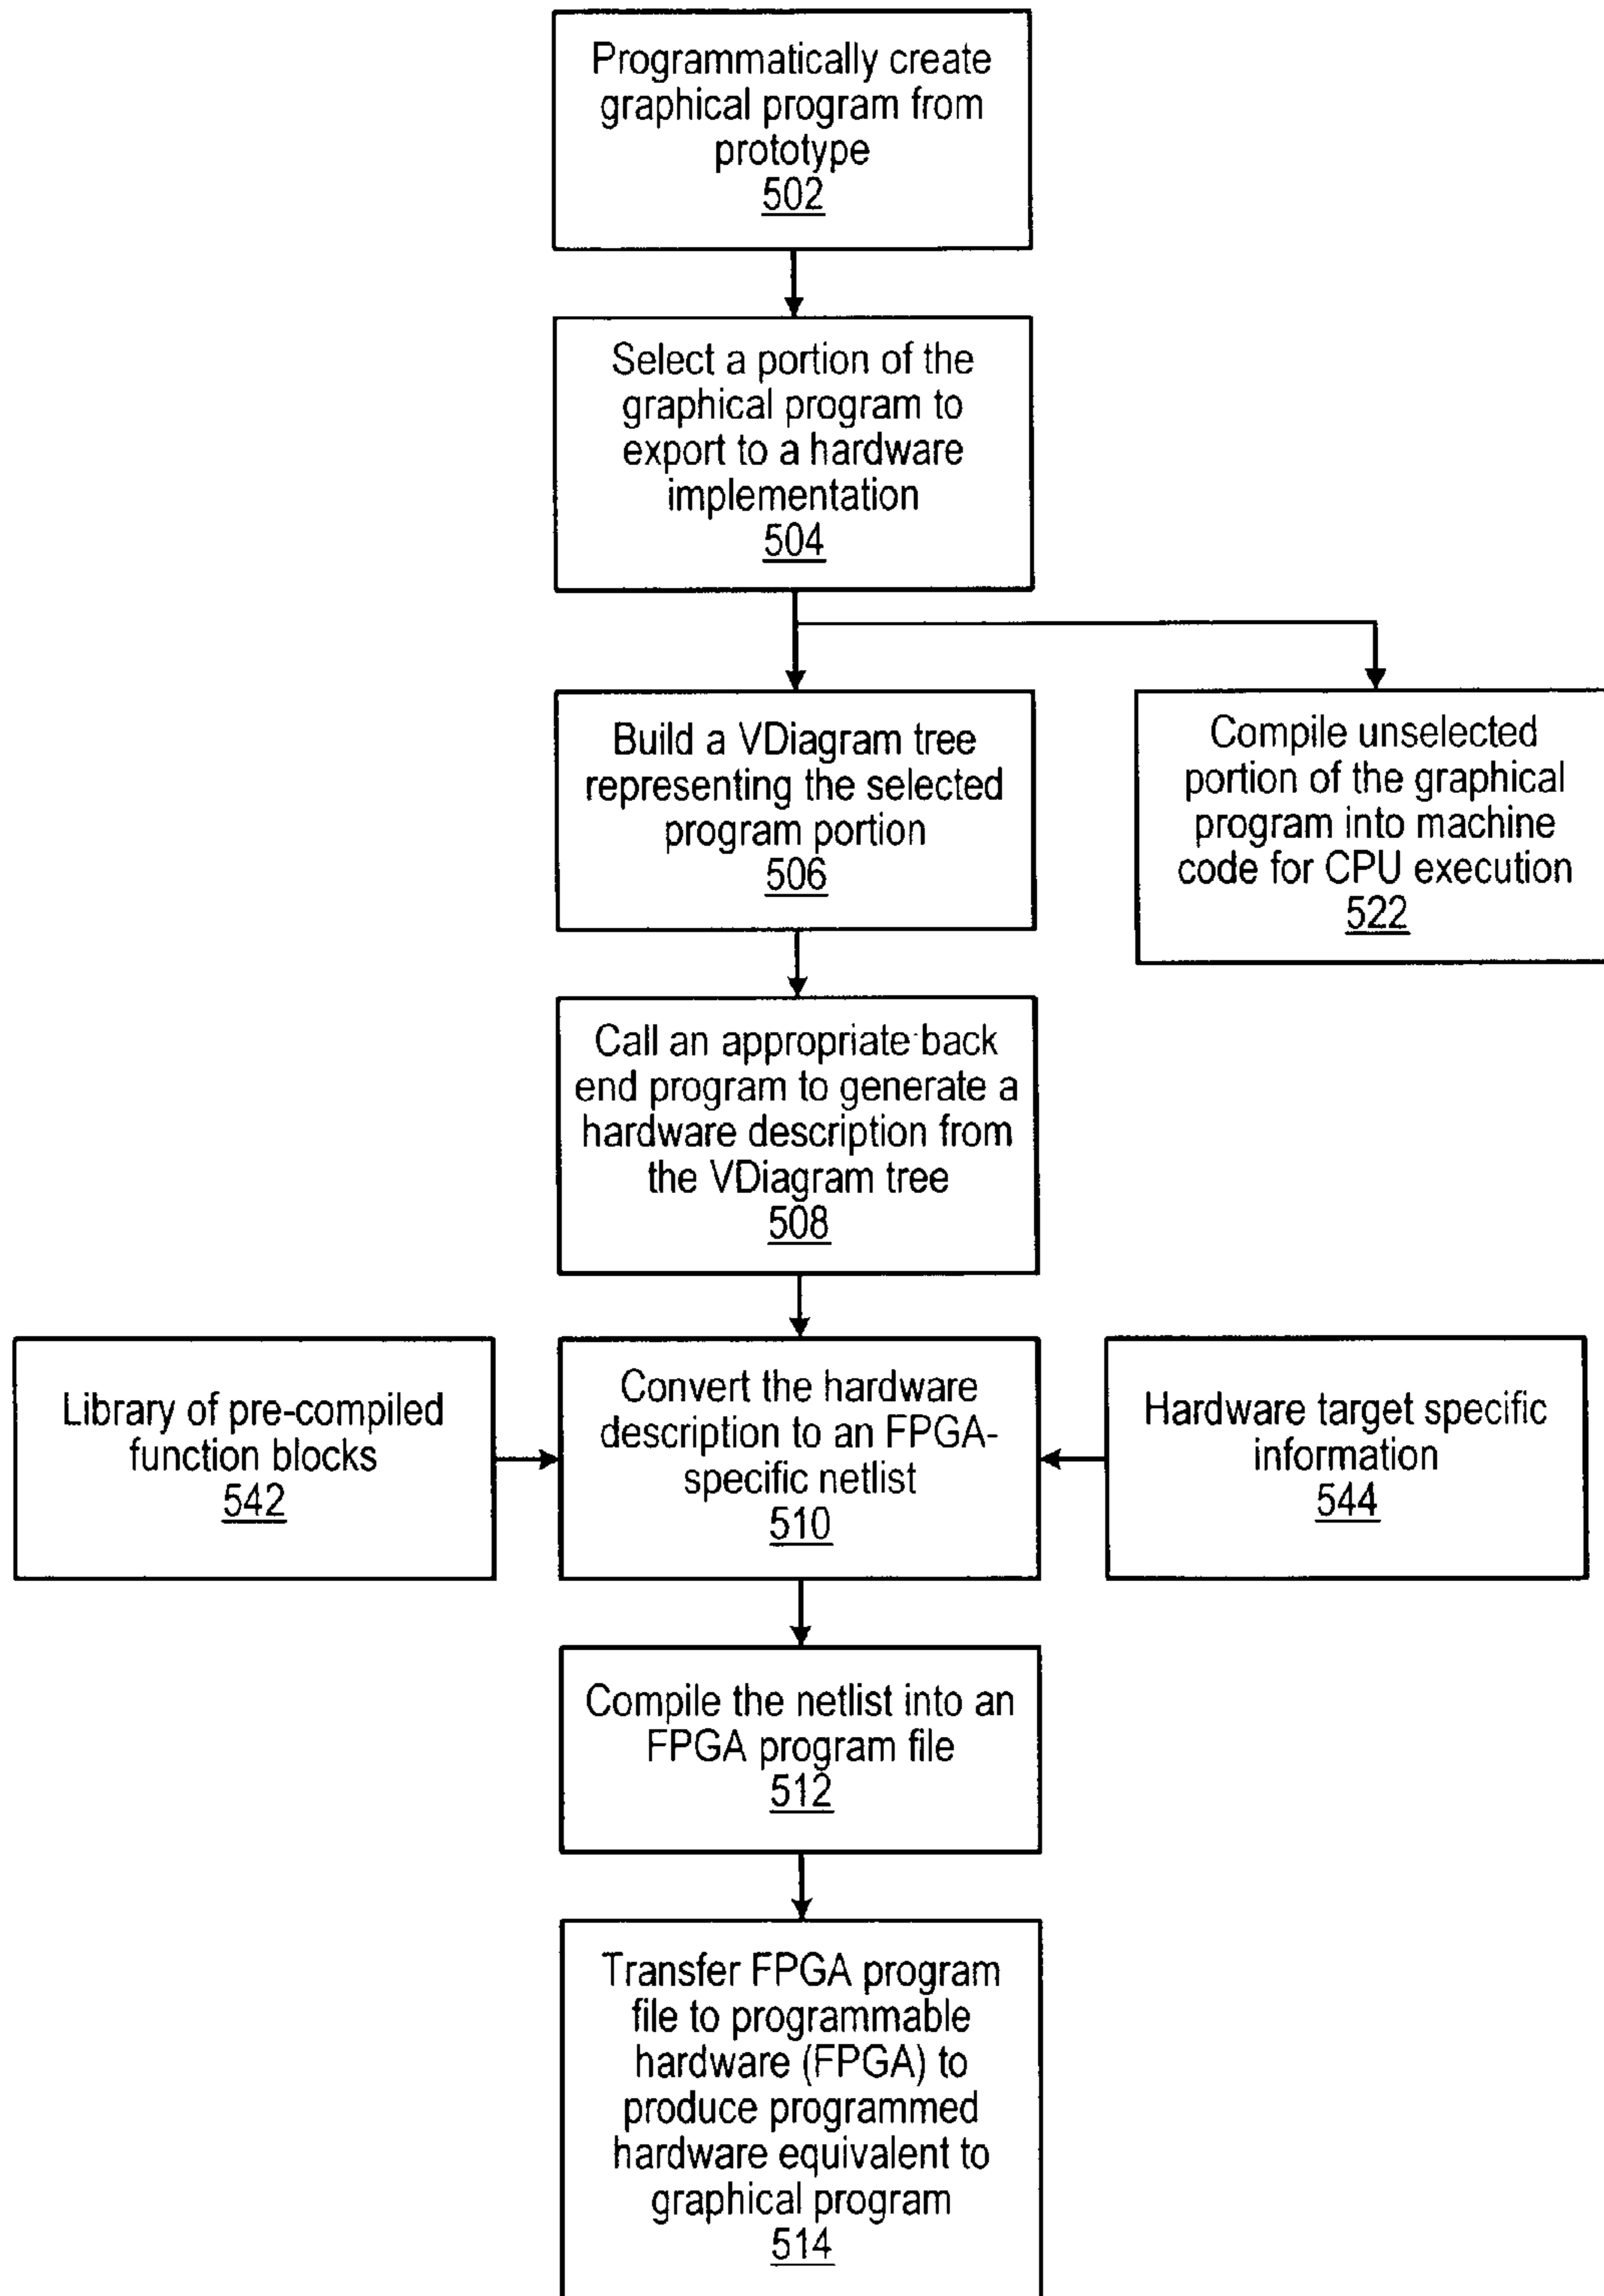 Programmatically create
graphical program from
prototype
502
Select a portion of the
graphical program to
export to a hardware
implementation
504
Build a VDiagram tree
representing the selected
program portion
506
Compile unselected
portion of the graphical
program into machine
code for CPU execution
522
Call an appropriate back
end program to generate a
hardware description from
the VDiagram tree
508
Library of pre-compiled
function blocks
542
Convert the hardware
description to an FPGA-
specific netlist
510
Hardware target specific
information
544
Compile the netlist into an
FPGA program file
512
Transfer FPGA program
file to programmable
hardware (FPGA) to
produce programmed
hardware equivalent to
graphical program
514